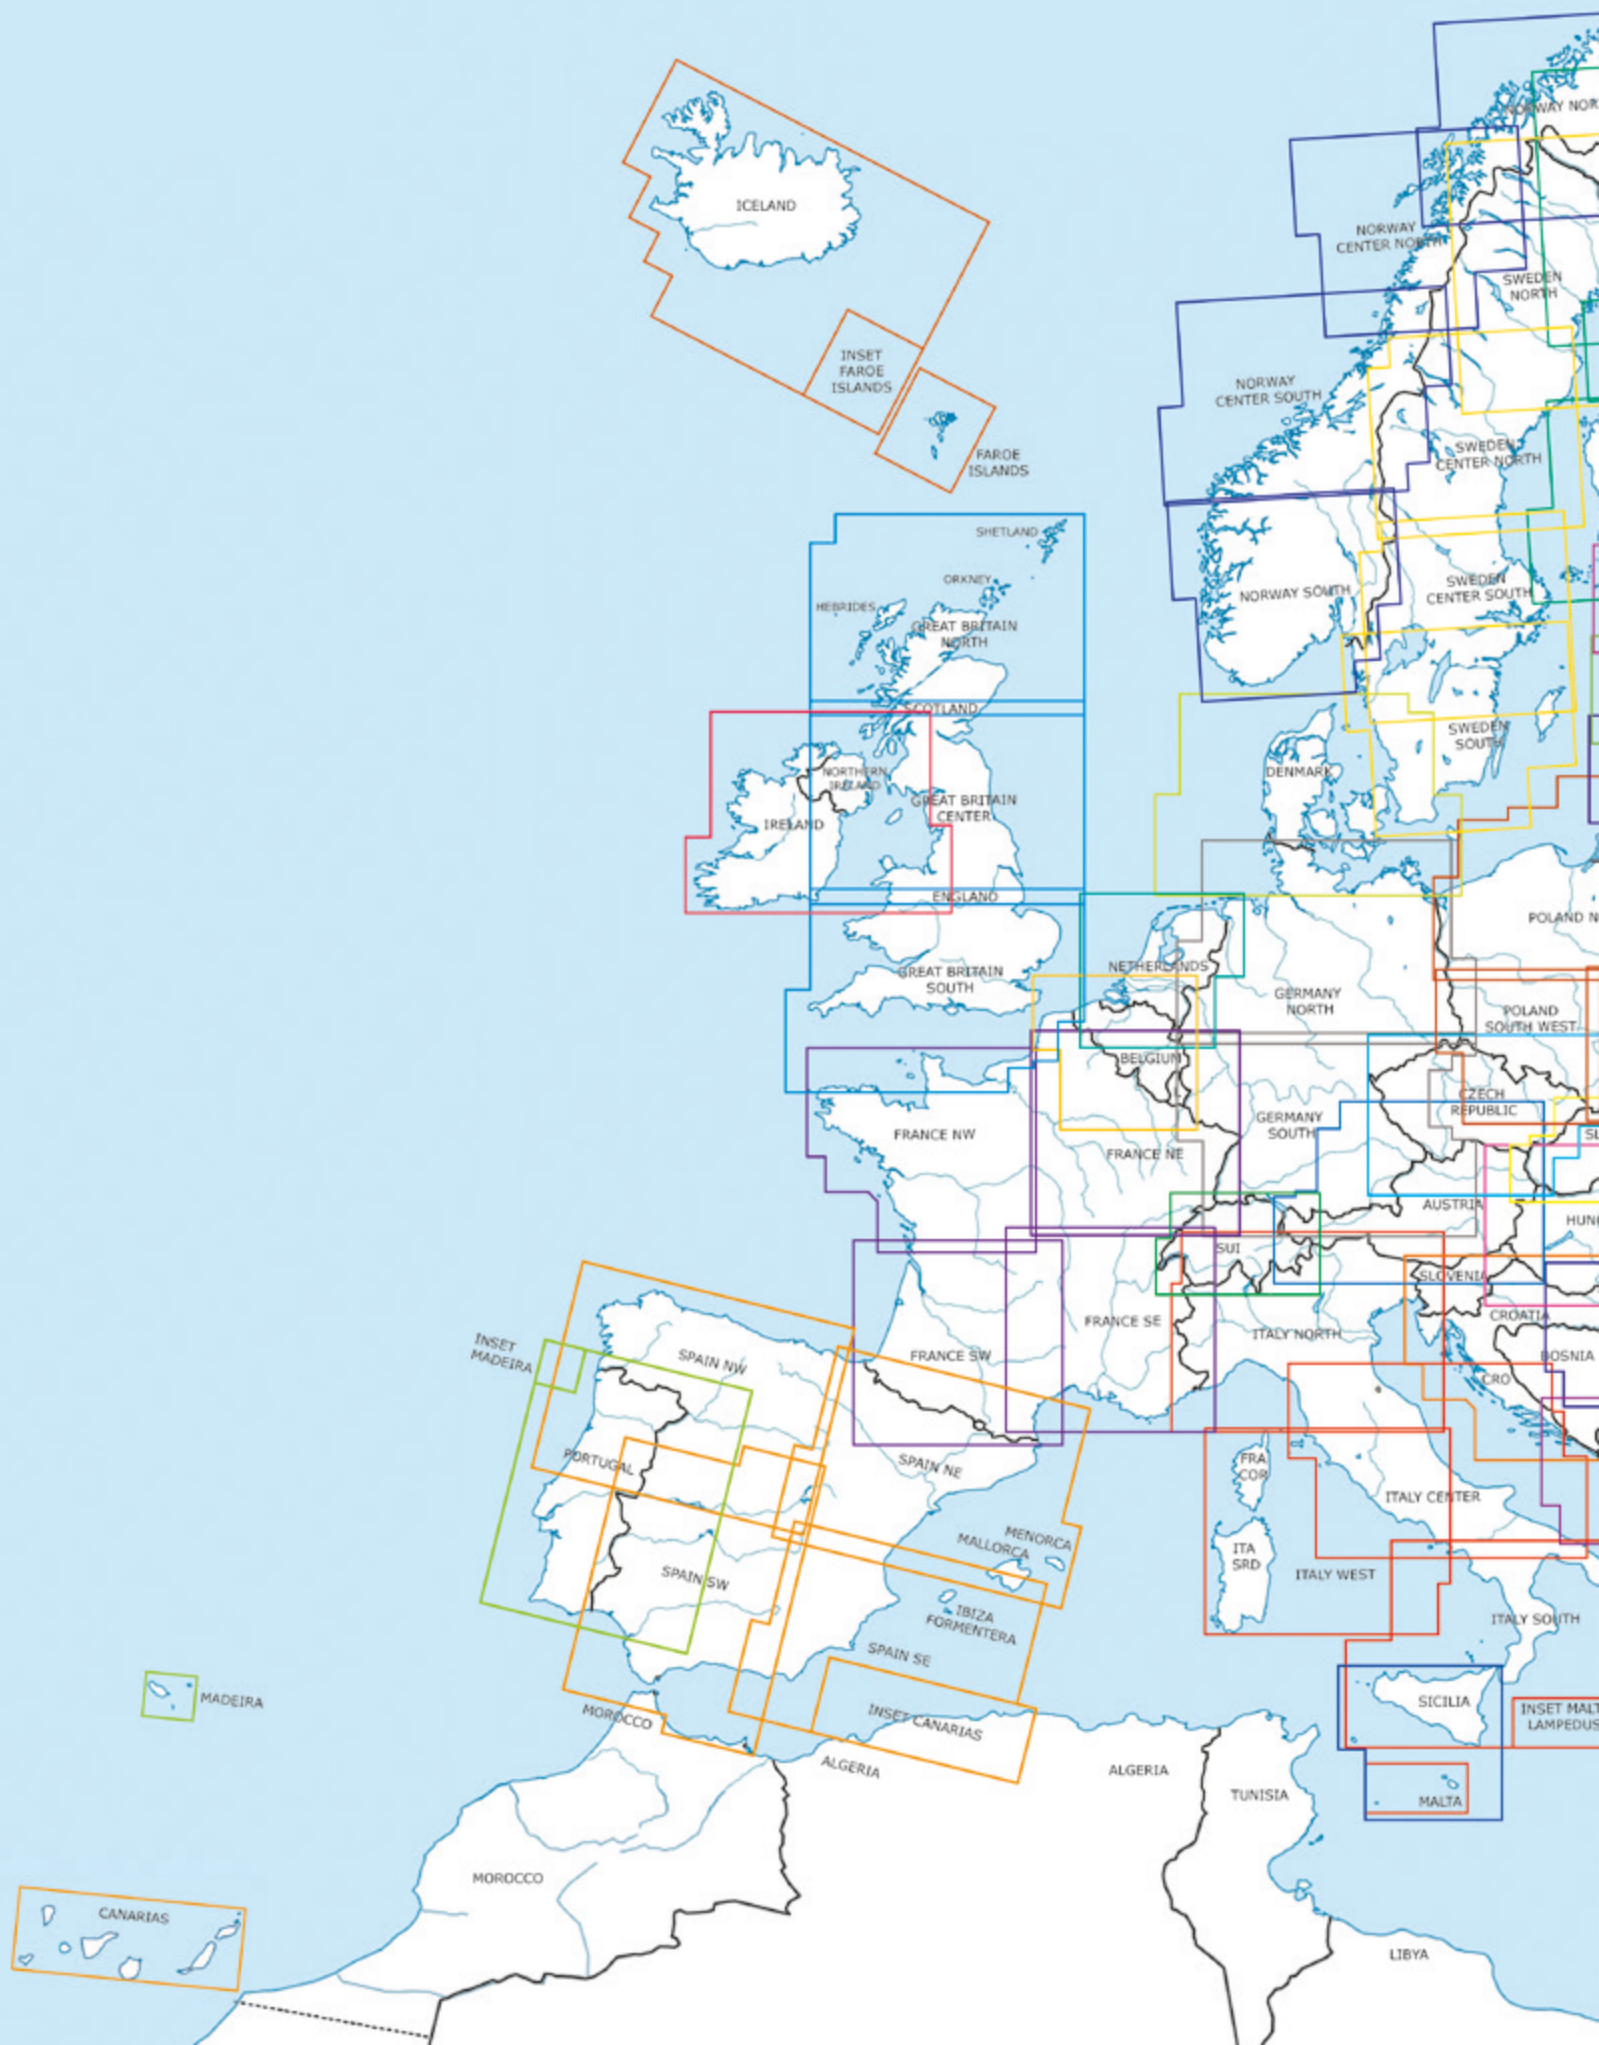 NORWAY NOR
ICELAND
NORWAY
CENTER NORTH
SWEDEN
NORTH
INSET
FAROE
ISLANDS
NORWAY
CENTER SOUTH
FAROE
ISLANDS
SWEDEN
CENTER NORTH
SHETLAND
ORKNEY
HEBRIDES
GREAT BRITAIN
NORTH
NORWAY SOUTH
SWEDEN
CENTER SOUTH
SCOTLAND
SWEDEN
SOUTH
NORTHERN
IRELAND
DENMARK
GREAT BRITAIN
CENTER
IRELAND
ENGLAND
POLAND N
GREAT BRITAIN
SOUTH
NETHERLANDS
GERMANY
NORTH
POLAND
SOUTH WEST
BELGIUM
CZECH
REPUBLIC
FRANCE NW
GERMANY
SOUTH
SL
FRANCE NE
AUSTRIA
HUN
SUI
SLOVENIA
FRANCE SE
ITALY NORTH
CROATIA
INSET
MADEIRA
SPAIN NW
FRANCE SW
BOSNIA
CRO
PORTUGAL
SPAIN NE
FRA
COR
ITALY CENTER
MENORCA
MALLORCA
ITA
SRD
ITALY WEST
SPAIN SW
IBIZA
FORMENTERA
ITALY SOUTH
SPAIN SE
MADEIRA
SICILIA
INSET MALT
LAMPEDUS
MOROCCO
INSET CANARIAS
ALGERIA
ALGERIA
TUNISIA
MALTA
MOROCCO
CANARIAS
LIBYA